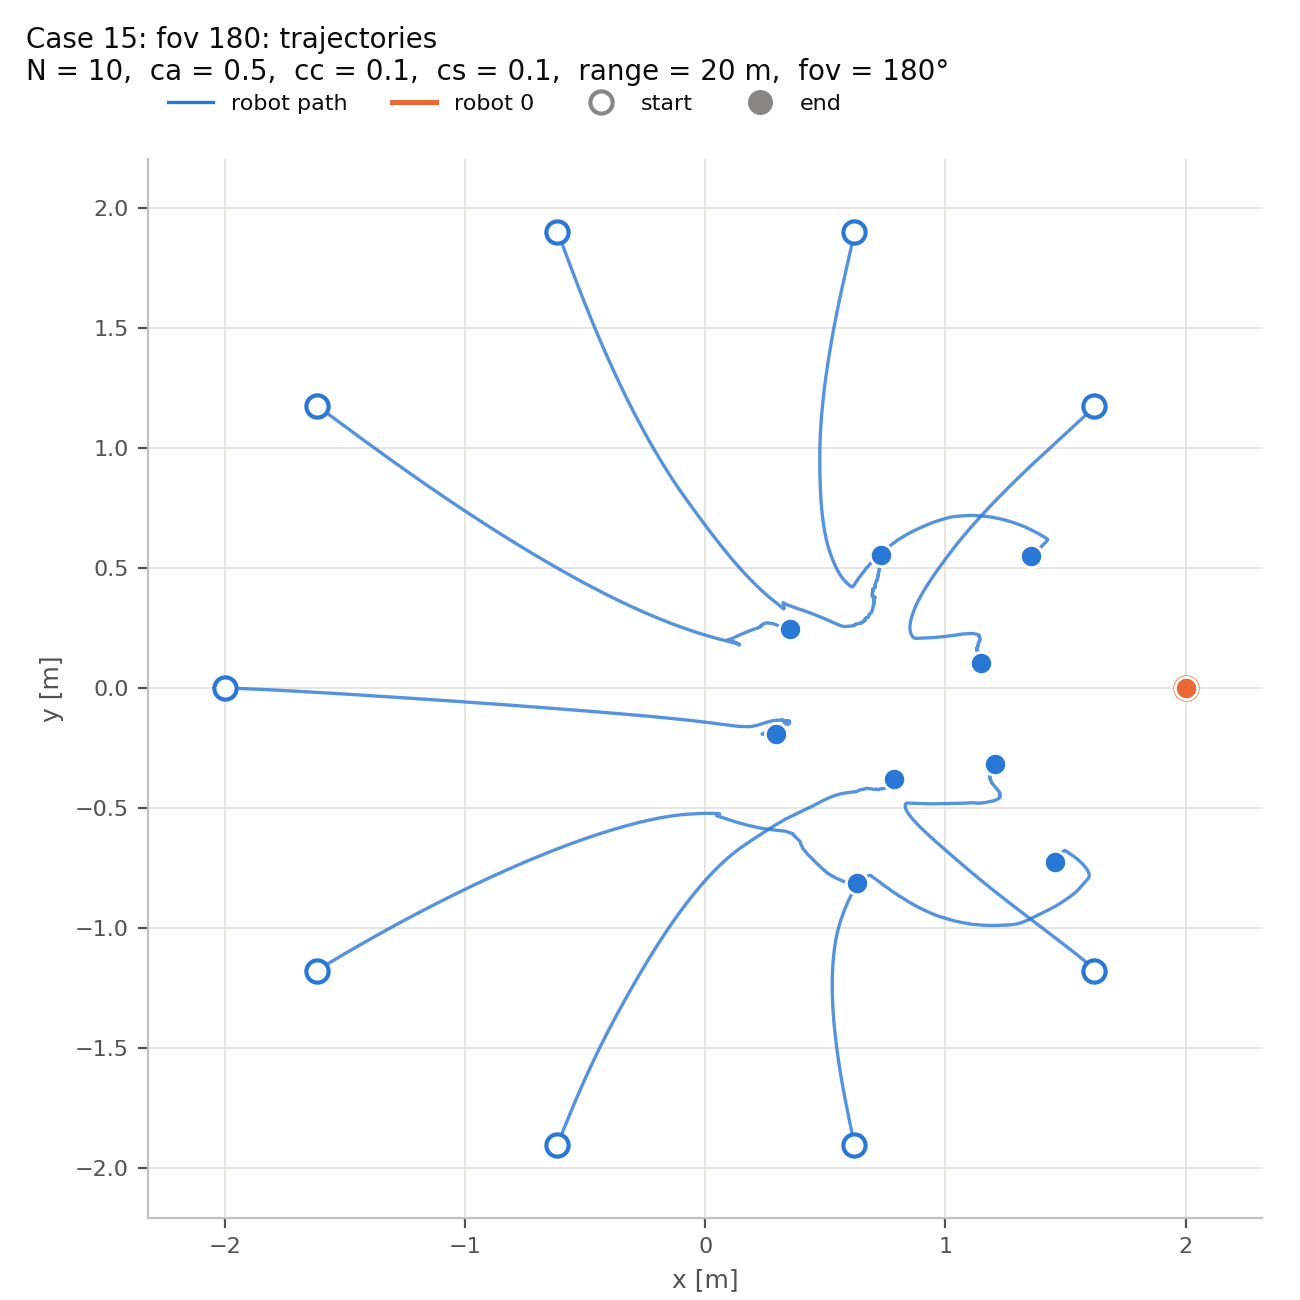 Case 15: fov 180: trajectories
N = 10,  ca = 0.5,  cc = 0.1,  cs = 0.1,  range = 20 m,  fov = 180°
robot path robot 0 start end
2.0
1.5
1.0
0.5
0.0
−0.5
−1.0
−1.5
−2.0
y [m]
−2 −1 0 1 2
x [m]